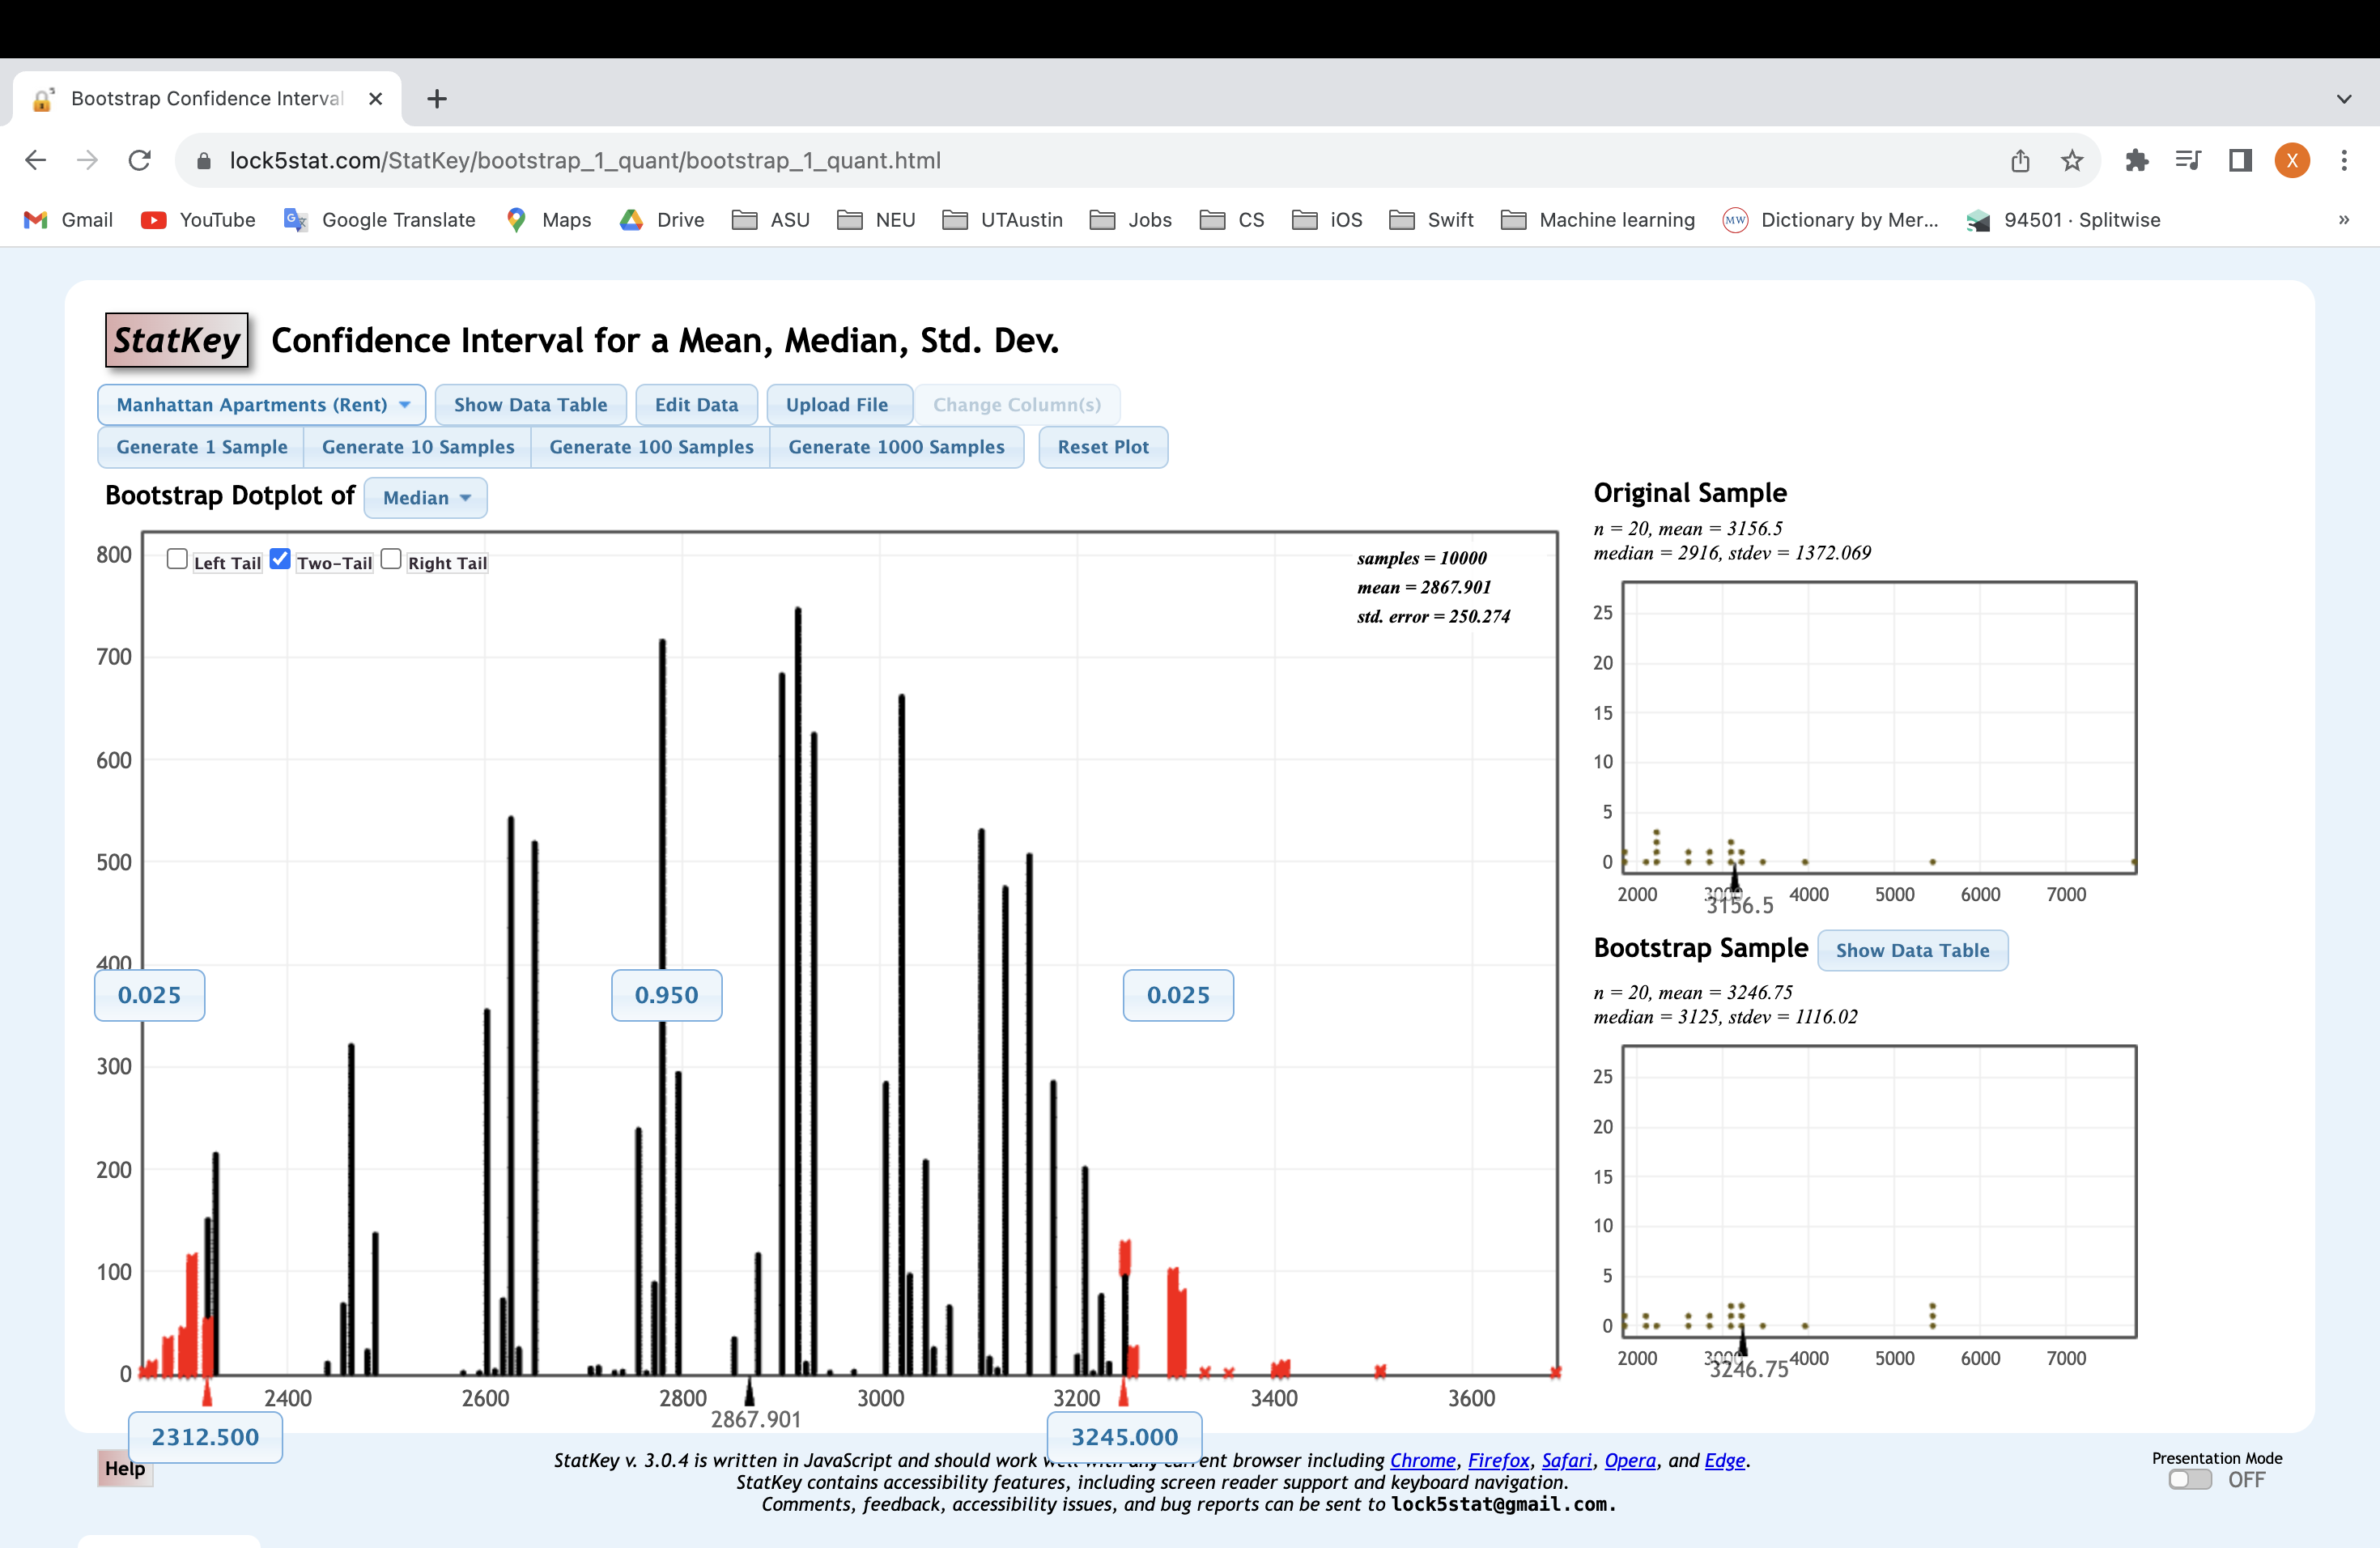 Bootstrap Confidence Interval
lock5stat.com/StatKey/bootstrap_1_quant/bootstrap_1_quant.html
X
Gmail YouTube Google Translate Maps Drive ASU NEU UTAustin Jobs CS iOS Swift Machine learning MW Dictionary by Mer... 94501 · Splitwise »
StatKey Confidence Interval for a Mean, Median, Std. Dev.
Manhattan Apartments (Rent) Show Data Table Edit Data Upload File Change Column(s)
Generate 1 Sample Generate 10 Samples Generate 100 Samples Generate 1000 Samples Reset Plot
Bootstrap Dotplot of Median
Left Tail Two-Tail Right Tail
samples = 10000
mean = 2867.901
std. error = 250.274
800
700
600
500
400
300
200
100
0
0.025 0.950 0.025
2400 2600 2800 3000 3200 3400 3600
2867.901
2312.500 3245.000
Original Sample
n = 20, mean = 3156.5
median = 2916, stdev = 1372.069
25
20
15
10
5
0
2000 3000 4000 5000 6000 7000
3156.5
Bootstrap Sample Show Data Table
n = 20, mean = 3246.75
median = 3125, stdev = 1116.02
25
20
15
10
5
0
2000 3000 4000 5000 6000 7000
3246.75
Help
StatKey v. 3.0.4 is written in JavaScript and should work well with any current browser including Chrome, Firefox, Safari, Opera, and Edge.
StatKey contains accessibility features, including screen reader support and keyboard navigation.
Comments, feedback, accessibility issues, and bug reports can be sent to lock5stat@gmail.com.
Presentation Mode
OFF